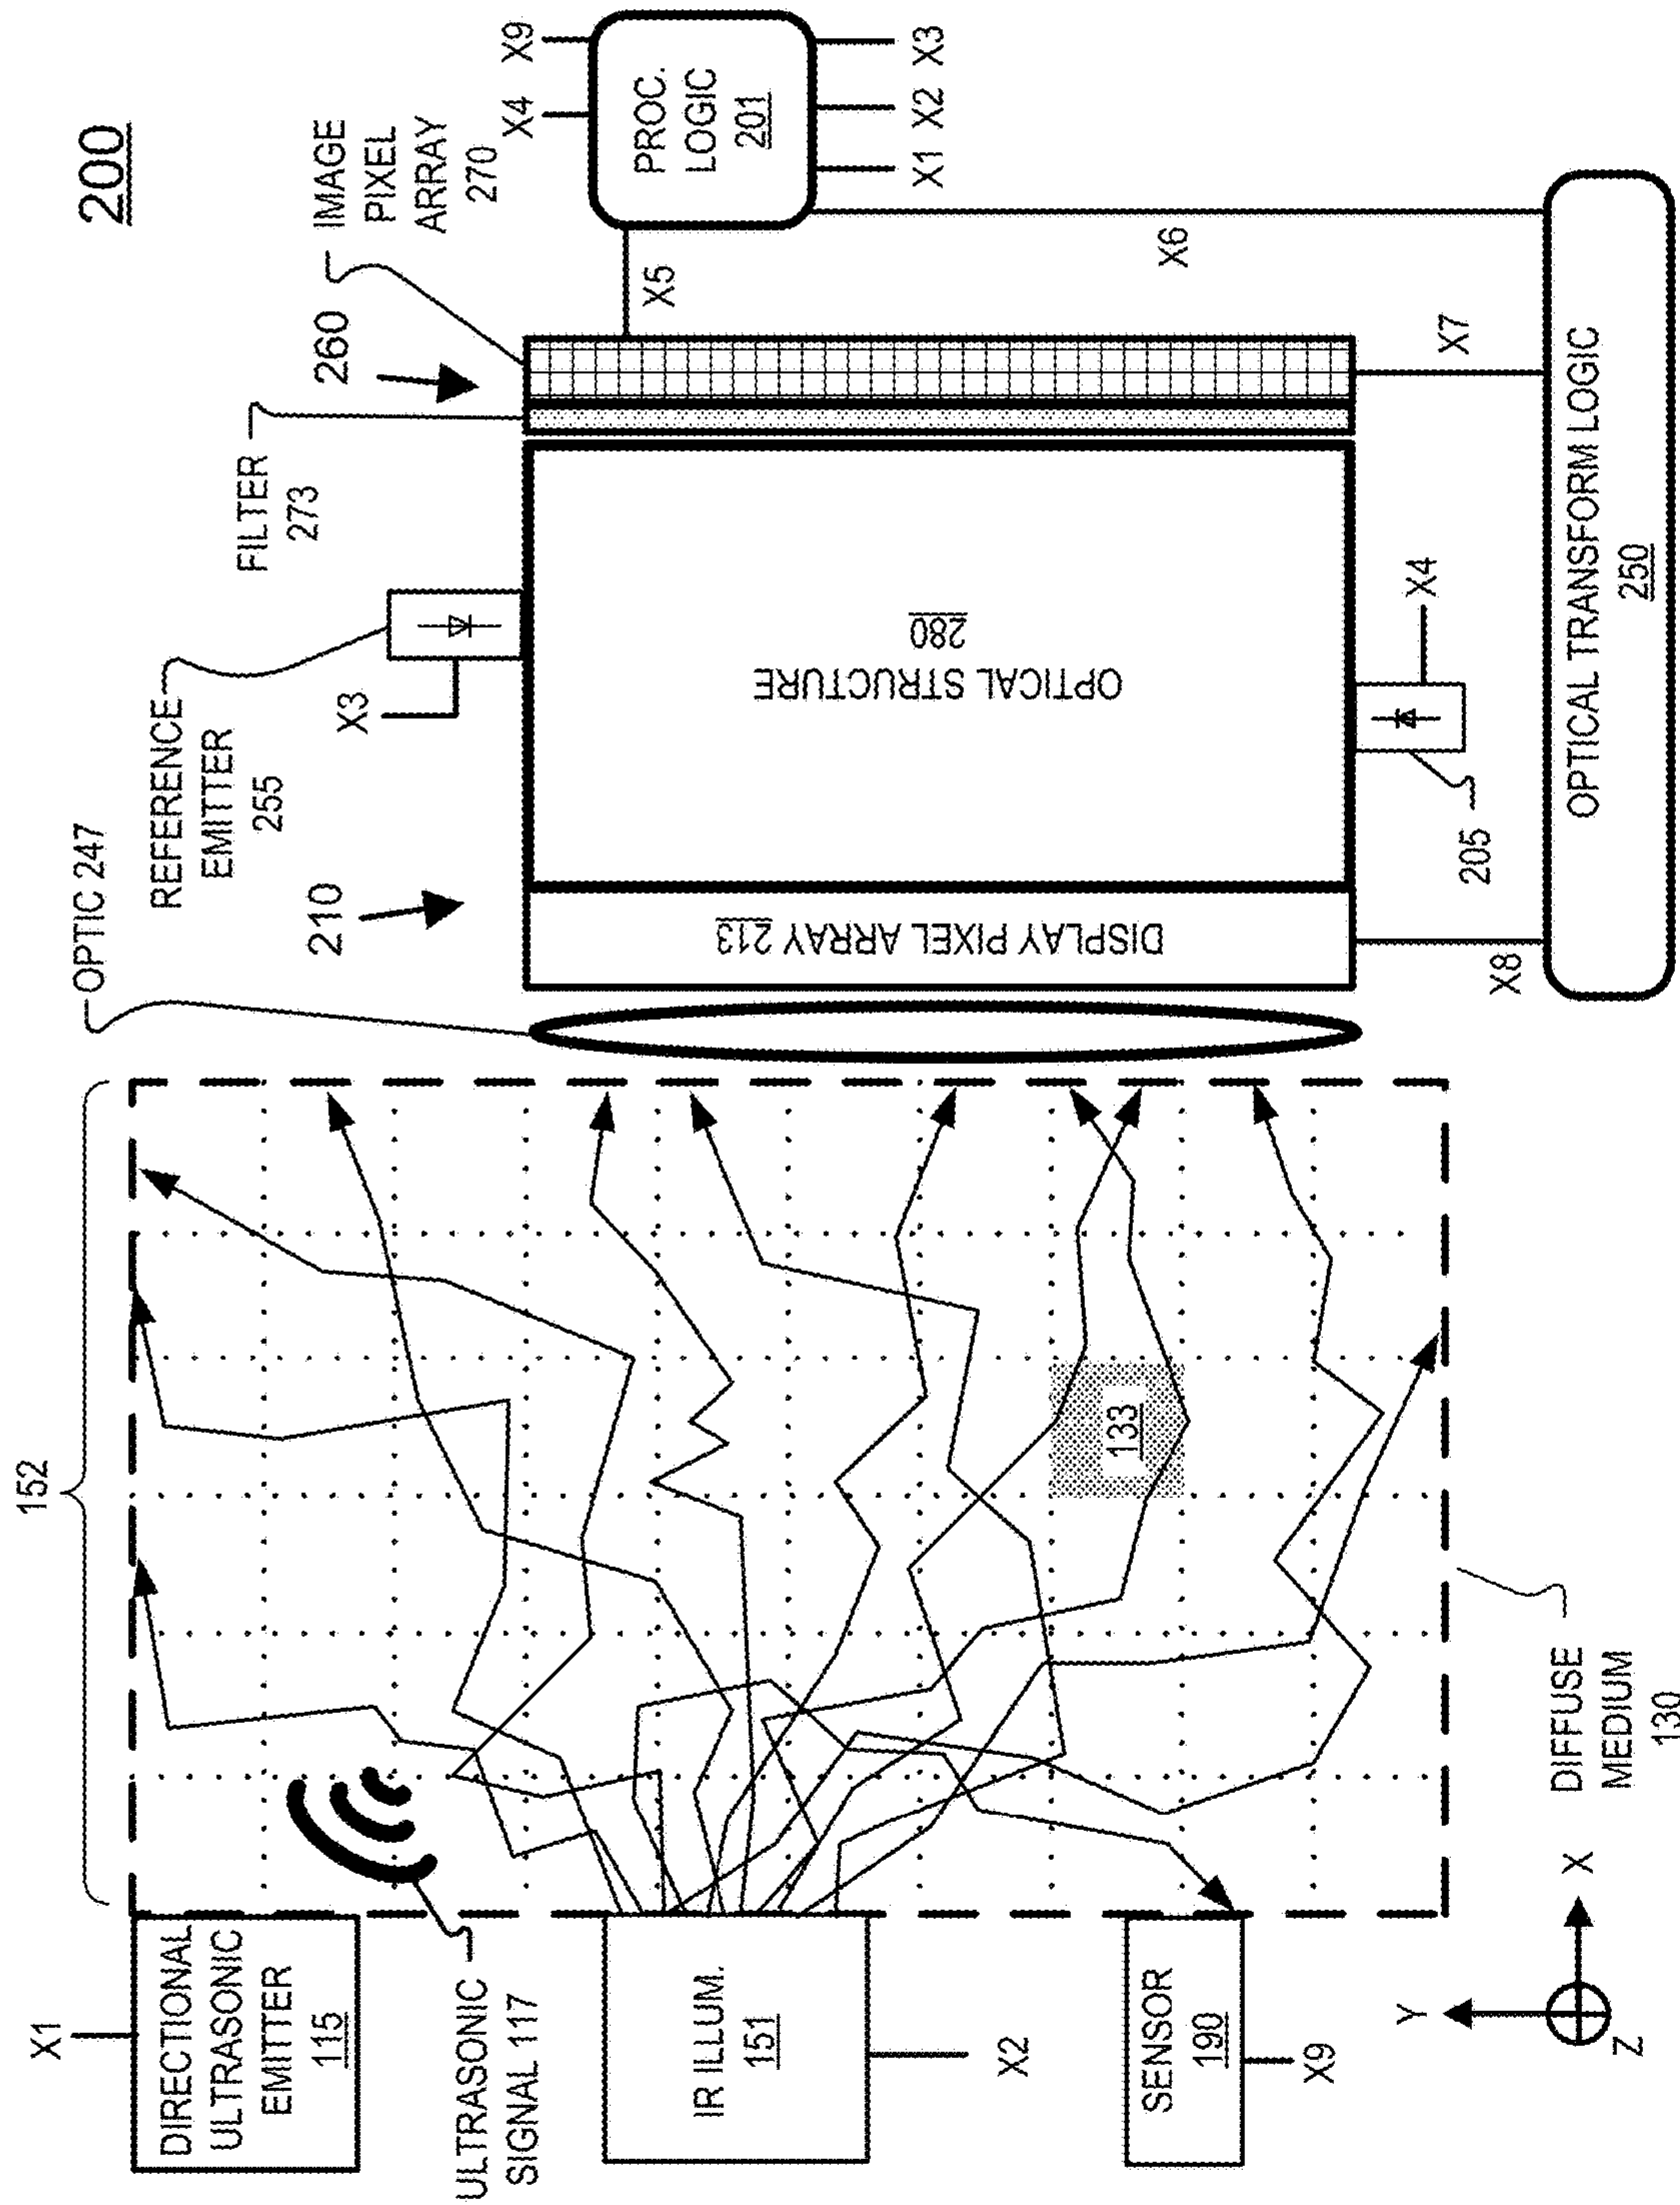 200
152
X1
DIRECTIONAL
ULTRASONIC
EMITTER
115
ULTRASONIC
SIGNAL 117
IR ILLUM.
151
X2
SENSOR
190
X9
Y
X
Z
DIFFUSE
MEDIUM
130
133
OPTIC 247
210
REFERENCE
EMITTER
255
X3
FILTER
273
260
IMAGE
PIXEL
ARRAY
270
DISPLAY PIXEL ARRAY 213
OPTICAL STRUCTURE
280
205
X4
X5
X4
X9
PROC.
LOGIC
201
X1
X2
X3
X6
X7
X8
OPTICAL TRANSFORM LOGIC
250